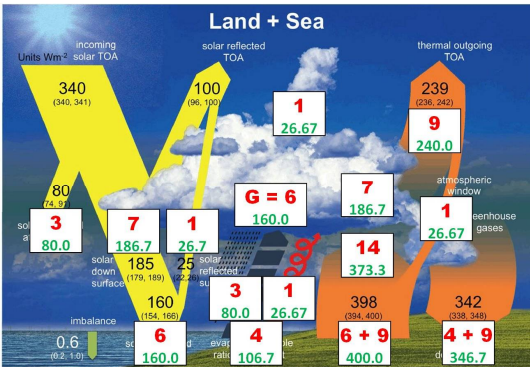 Land + Sea
Units Wm-2
incoming
solar TOA
solar reflected
TOA
thermal outgoing
TOA
340
(340, 341)
100
(96, 100)
239
(236, 242)
1
26.67
9
240.0
80
(74, 91)
atmospheric
window
3
80.0
7
186.7
1
26.7
G = 6
160.0
7
186.7
1
26.67
eenhouse
gases
14
373.3
solar
down
surface
185
(179, 189)
25
(22,26)
solar
reflected
160
(154, 166)
3
80.0
1
26.67
398
(394, 400)
342
(338, 348)
imbalance
0.6
(0.2, 1.0)
6
160.0
4
106.7
6 + 9
400.0
4 + 9
346.7